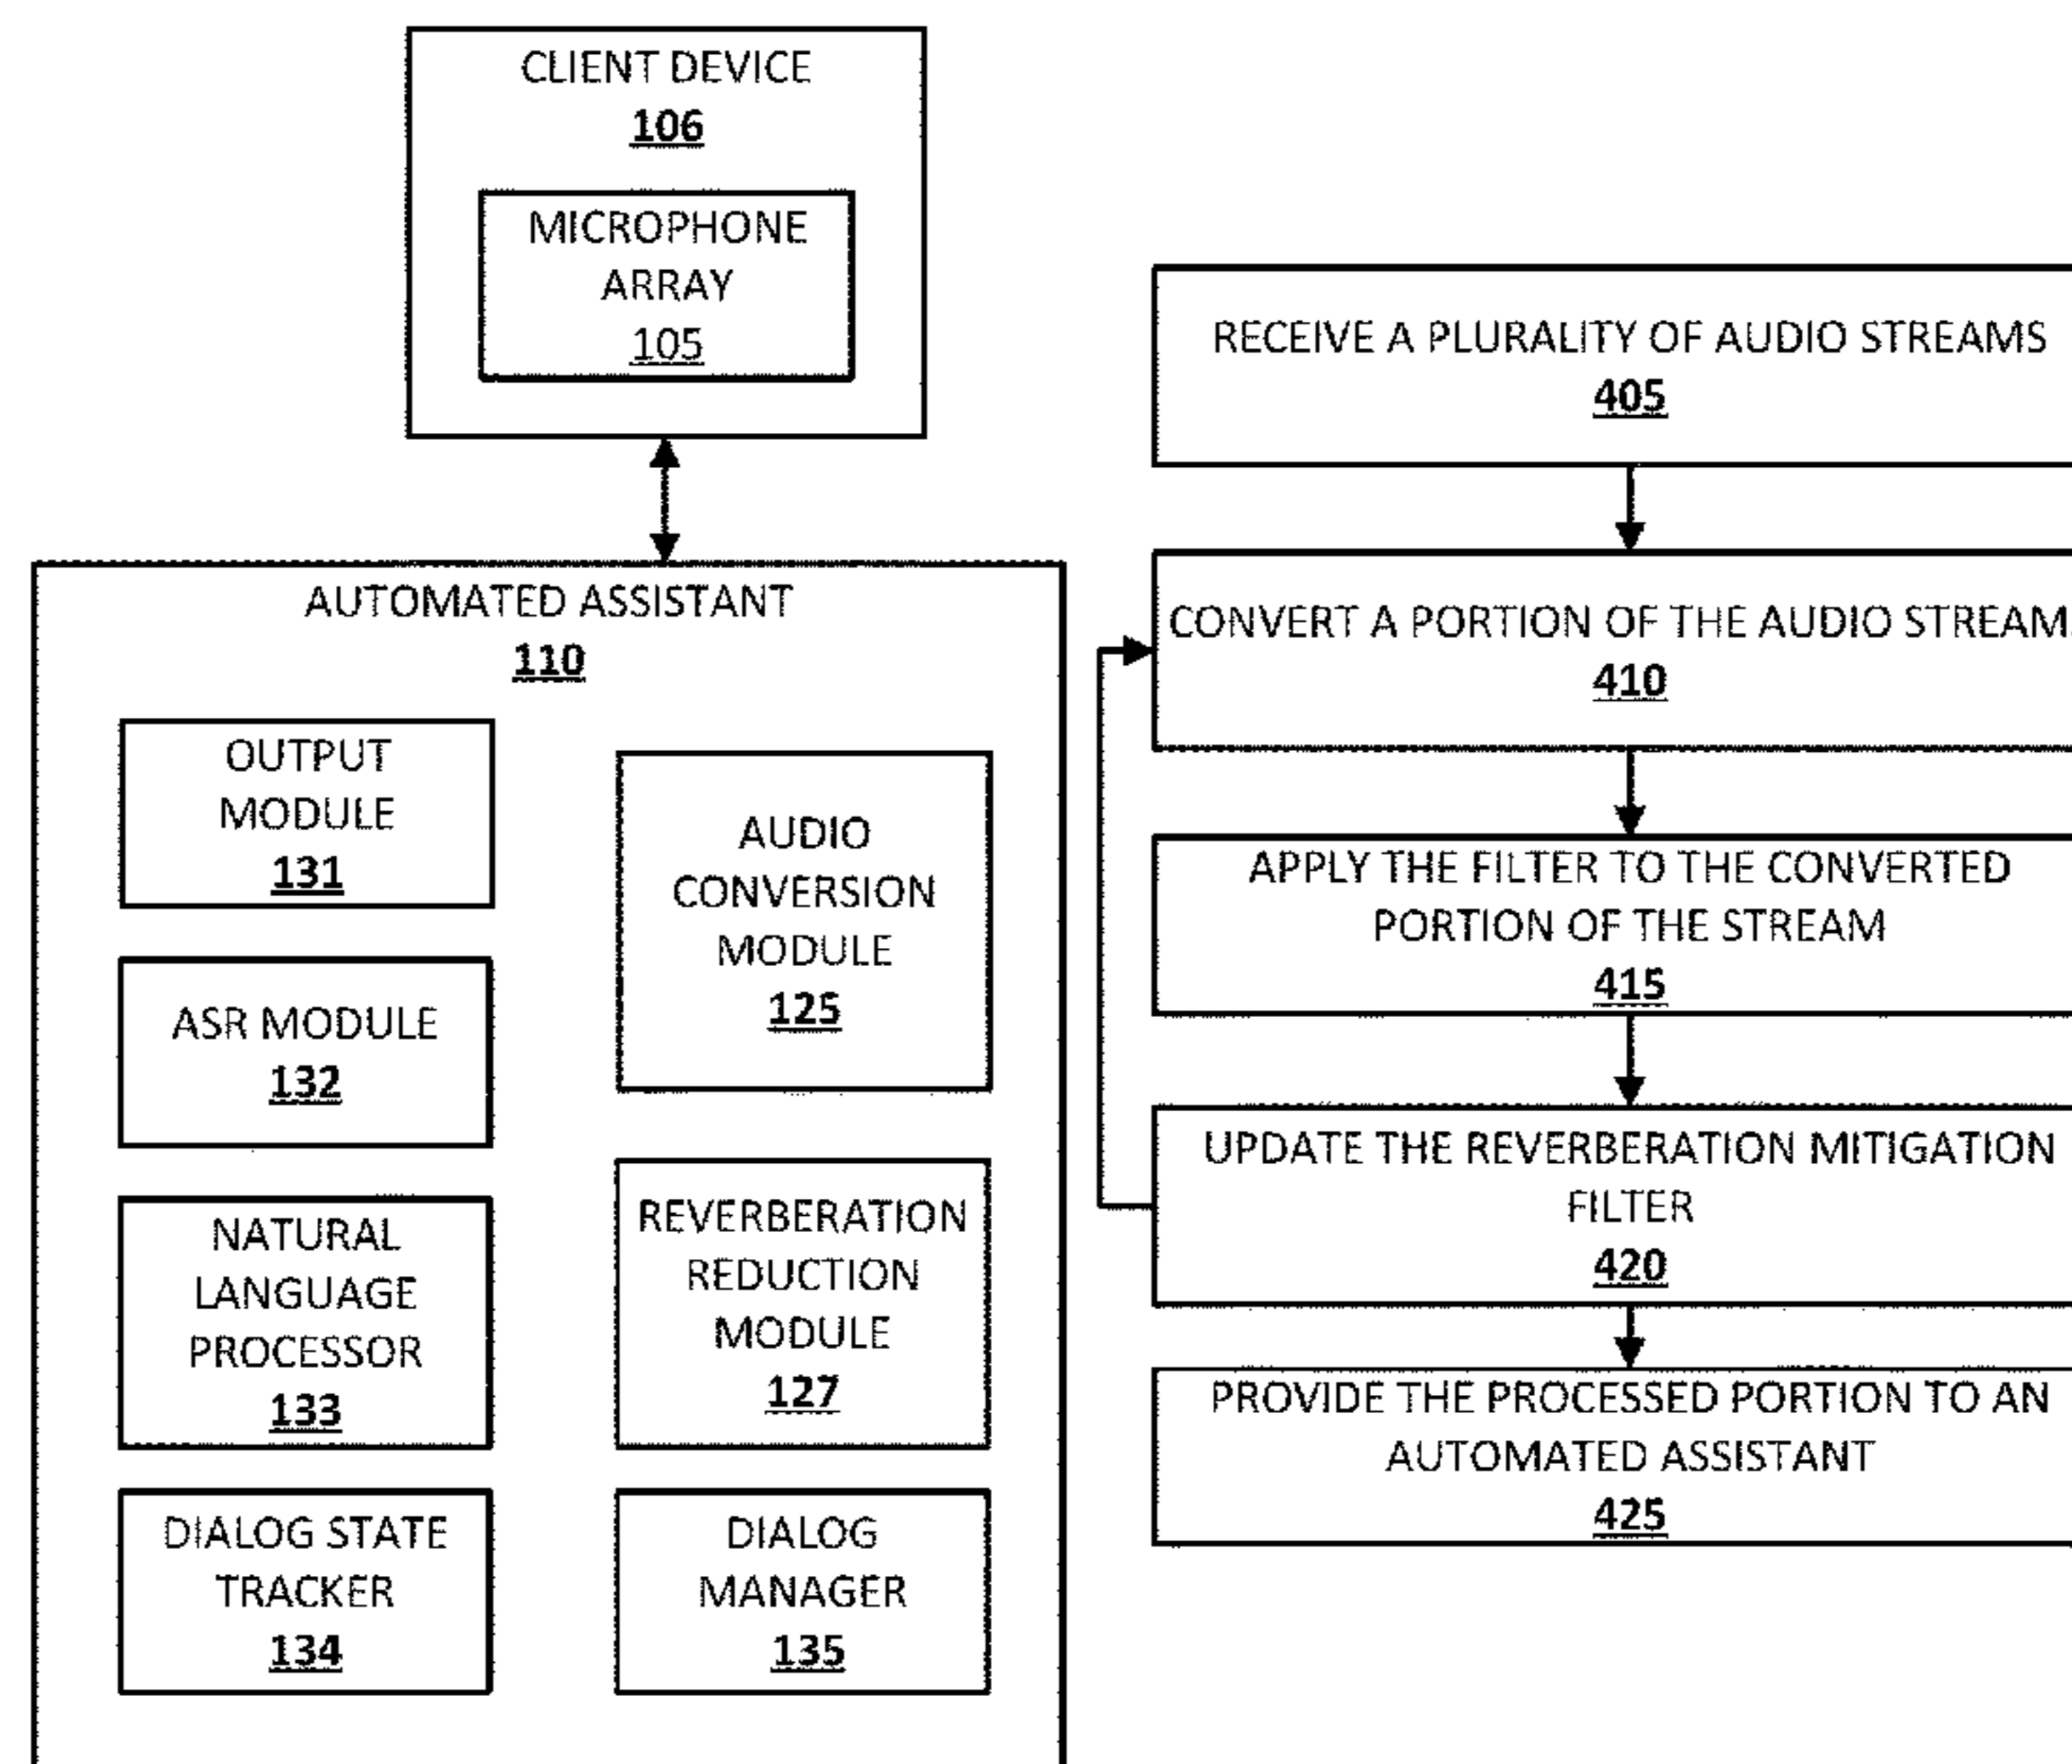 CLIENT DEVICE
106
MICROPHONE
ARRAY
105
AUTOMATED ASSISTANT
110
OUTPUT
MODULE
131
ASR MODULE
132
NATURAL
LANGUAGE
PROCESSOR
133
DIALOG STATE
TRACKER
134
AUDIO
CONVERSION
MODULE
125
REVERBERATION
REDUCTION
MODULE
127
DIALOG
MANAGER
135
RECEIVE A PLURALITY OF AUDIO STREAMS
405
CONVERT A PORTION OF THE AUDIO STREAM
410
APPLY THE FILTER TO THE CONVERTED
PORTION OF THE STREAM
415
UPDATE THE REVERBERATION MITIGATION
FILTER
420
PROVIDE THE PROCESSED PORTION TO AN
AUTOMATED ASSISTANT
425